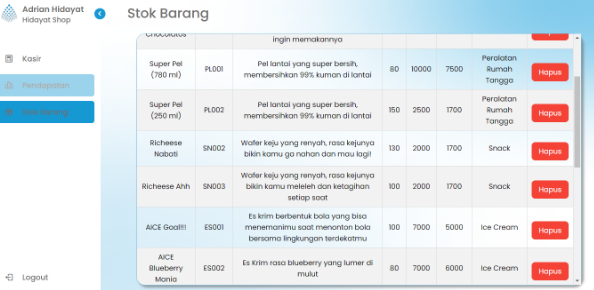 Adrian Hidayat
Hidayat Shop
Stok Barang
Kasir
Pendapatan
Stok Barang
Logout
Chocolatos
ingin memakannya
Super Pel
(780 ml)
PL001
Pel lantai yang super bersih,
membersihkan 99% kuman di lantai
80
10000
7500
Peralatan
Rumah
Tangga
Hapus
Super Pel
(250 ml)
PL002
Pel lantai yang super bersih,
membersihkan 99% kuman di lantai
150
2500
1700
Peralatan
Rumah
Tangga
Hapus
Richeese
Nabati
SN002
Wafer keju yang renyah, rasa kejunya
bikin kamu ga nahan dan mau lagi!
130
2000
1700
Snack
Hapus
Richeese Ahh
SN003
Wafer keju yang renyah, rasa kejunya
bikin kamu meleleh dan ketagihan
setiap saat
100
2000
1700
Snack
Hapus
AICE Goal!!!
ES001
Es krim berbentuk bola yang bisa
menemanimu saat menonton bola
bersama lingkungan terdekatmu
100
7000
5000
Ice Cream
Hapus
AICE
Blueberry
Mania
ES002
Es Krim rasa blueberry yang lumer di
mulut
80
7000
6000
Ice Cream
Hapus